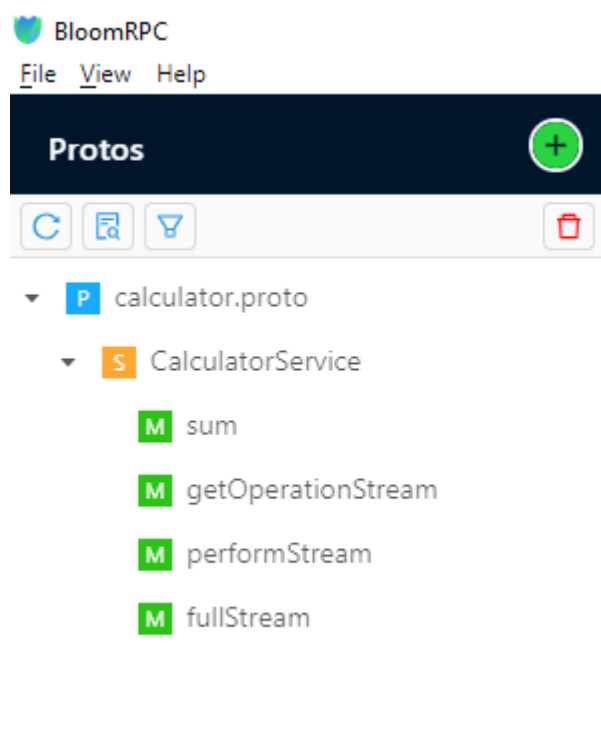 BloomRPC
File View Help
Protos
P calculator.proto
S CalculatorService
M sum
M getOperationStream
M performStream
M fullStream